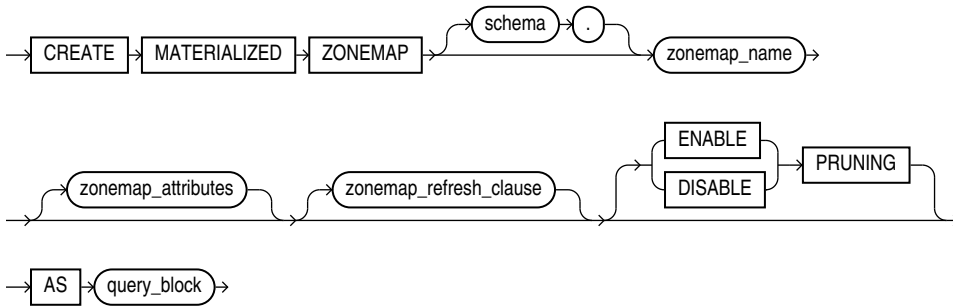 schema .
CREATE MATERIALIZED ZONEMAP zonemap_name
ENABLE
zonemap_attributes zonemap_refresh_clause PRUNING
DISABLE
AS query_block